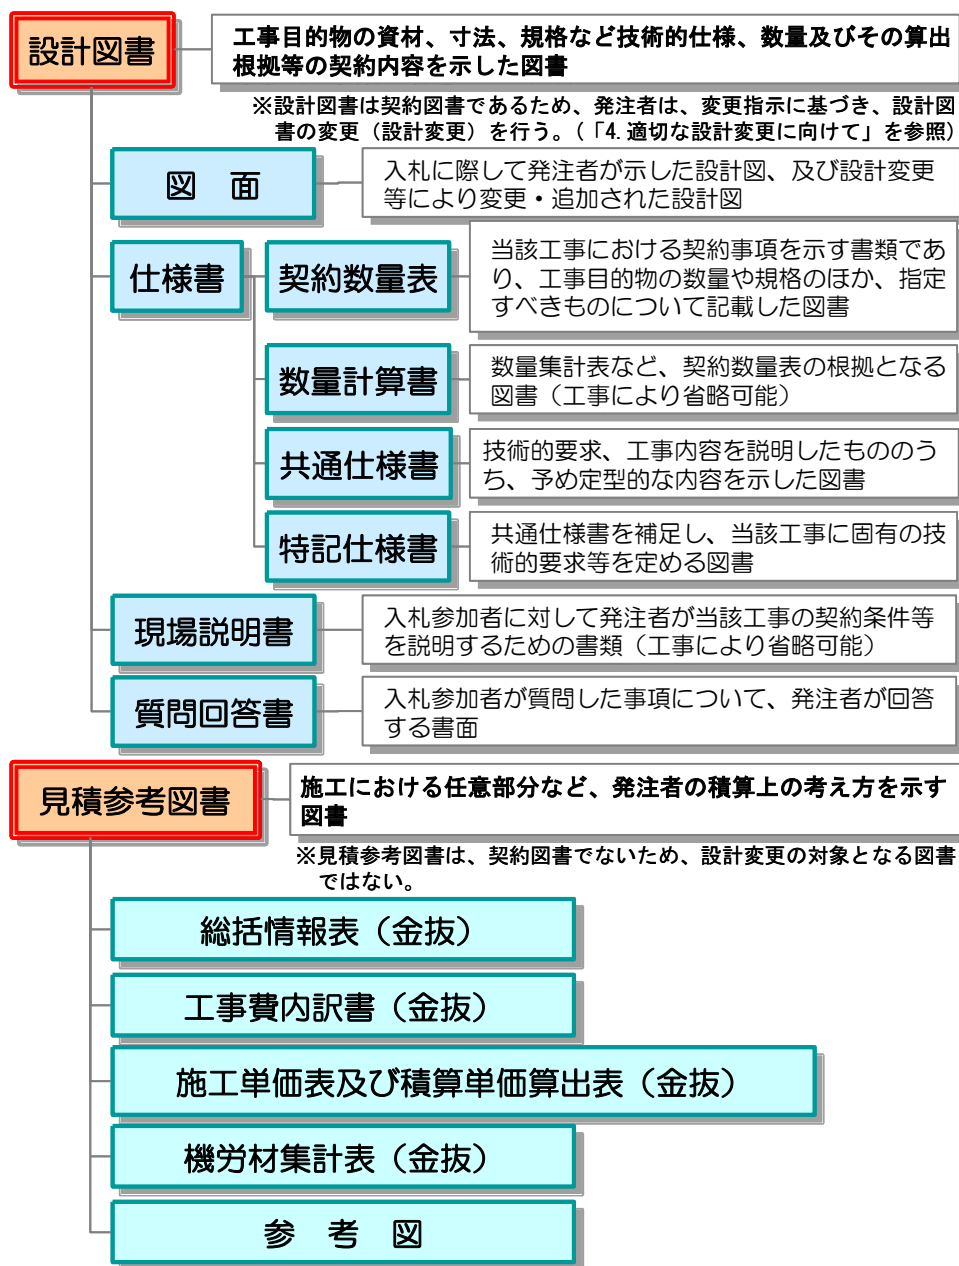 設計図書
工事目的物の資材、寸法、規格など技術的仕様、数量及びその算出
根拠等の契約内容を示した図書
※設計図書は契約図書であるため、発注者は、変更指示に基づき、設計図
書の変更（設計変更）を行う。（「4.適切な設計変更に向けて」を参照）
図　面
入札に際して発注者が示した設計図、及び設計変更
等により変更・追加された設計図
仕様書
契約数量表
当該工事における契約事項を示す書類であ
り、工事目的物の数量や規格のほか、指定
すべきものについて記載した図書
数量計算書
数量集計表など、契約数量表の根拠となる
図書（工事により省略可能）
共通仕様書
技術的要求、工事内容を説明したもののう
ち、予め定型的な内容を示した図書
特記仕様書
共通仕様書を補足し、当該工事に固有の技
術的要求等を定める図書
現場説明書
入札参加者に対して発注者が当該工事の契約条件等
を説明するための書類（工事により省略可能）
質問回答書
入札参加者が質問した事項について、発注者が回答
する書面
見積参考図書
施工における任意部分など、発注者の積算上の考え方を示す
図書
※見積参考図書は、契約図書でないため、設計変更の対象となる図書
ではない。
総括情報表（金抜）
工事費内訳書（金抜）
施工単価表及び積算単価算出表（金抜）
機労材集計表（金抜）
参　考　図